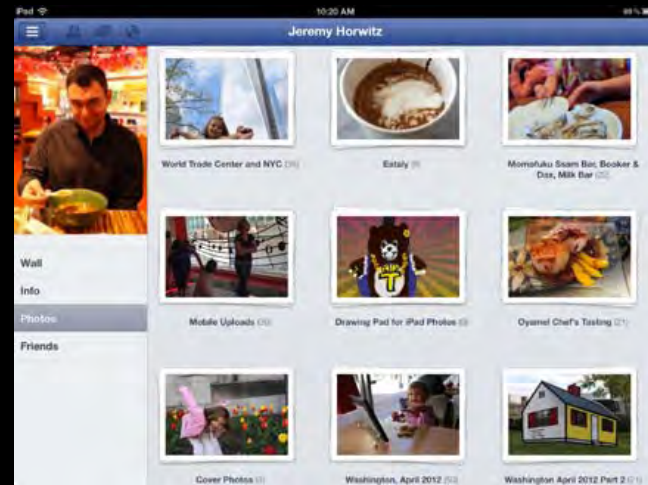 iPad
10:20 AM
Jeremy Horwitz
World Trade Center and NYC
Eataly
Momofuku Ssam Bar, Booker &
Dax, Milk Bar
Wall
Info
Photos
Friends
Mobile Uploads
Drawing Pad for iPad Photos
Oyamel Chef's Tasting (21)
T
Cover Photos
Washington, April 2012
Washington April 2012 Part 2